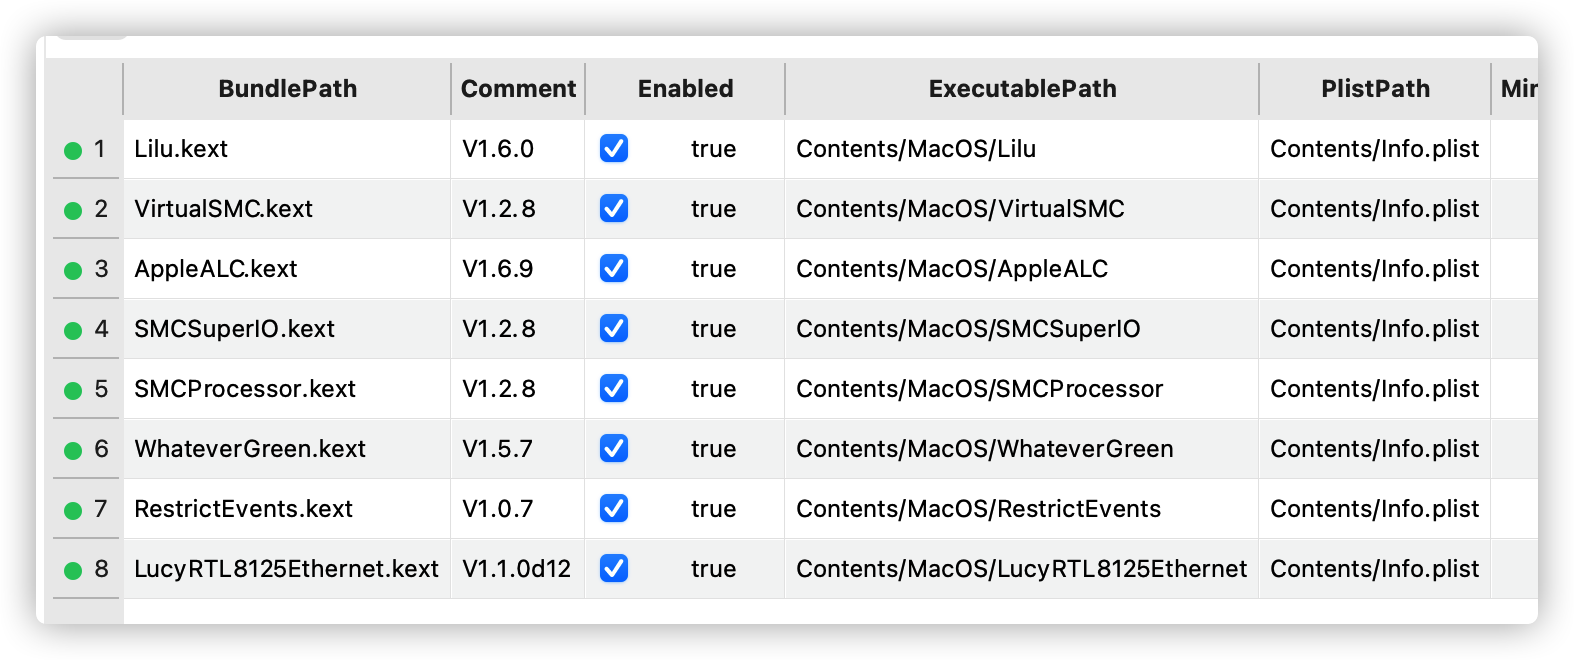 BundlePath Comment Enabled ExecutablePath PlistPath Mir
1 Lilu.kext V1.6.0 true Contents/MacOS/Lilu Contents/Info.plist
2 VirtualSMC.kext V1.2.8 true Contents/MacOS/VirtualSMC Contents/Info.plist
3 AppleALC.kext V1.6.9 true Contents/MacOS/AppleALC Contents/Info.plist
4 SMCSuperIO.kext V1.2.8 true Contents/MacOS/SMCSuperIO Contents/Info.plist
5 SMCProcessor.kext V1.2.8 true Contents/MacOS/SMCProcessor Contents/Info.plist
6 WhateverGreen.kext V1.5.7 true Contents/MacOS/WhateverGreen Contents/Info.plist
7 RestrictEvents.kext V1.0.7 true Contents/MacOS/RestrictEvents Contents/Info.plist
8 LucyRTL8125Ethernet.kext V1.1.0d12 true Contents/MacOS/LucyRTL8125Ethernet Contents/Info.plist